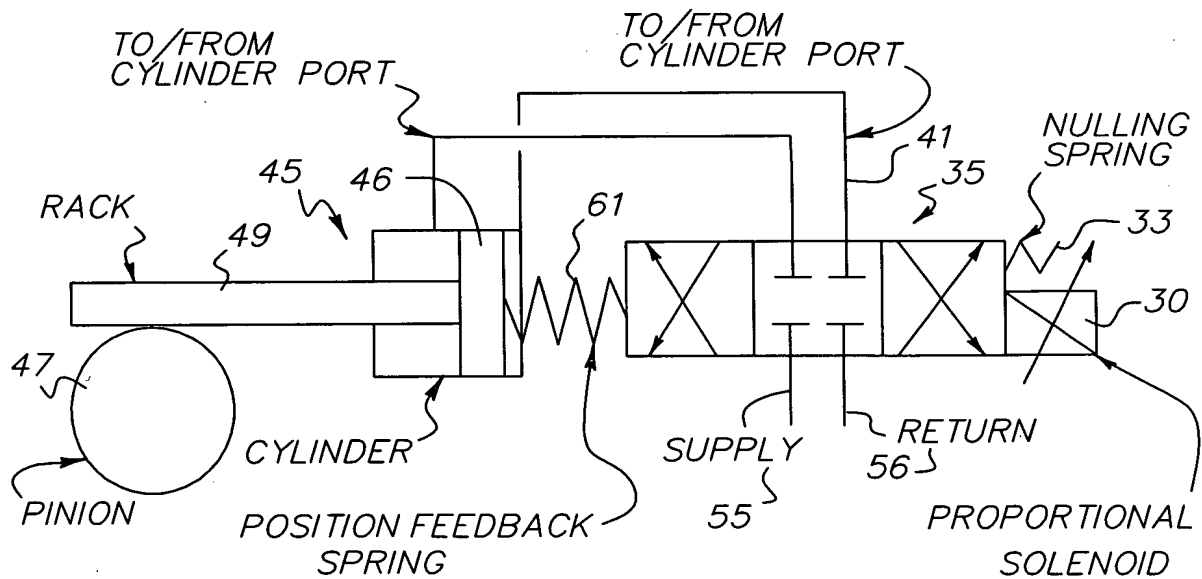 TO/FROM
CYLINDER PORT
TO/FROM
CYLINDER PORT
NULLING
SPRING
41
35
45
46
61
33
RACK
49
30
47
CYLINDER
SUPPLY
55
RETURN
56
PINION
POSITION FEEDBACK
SPRING
PROPORTIONAL
SOLENOID